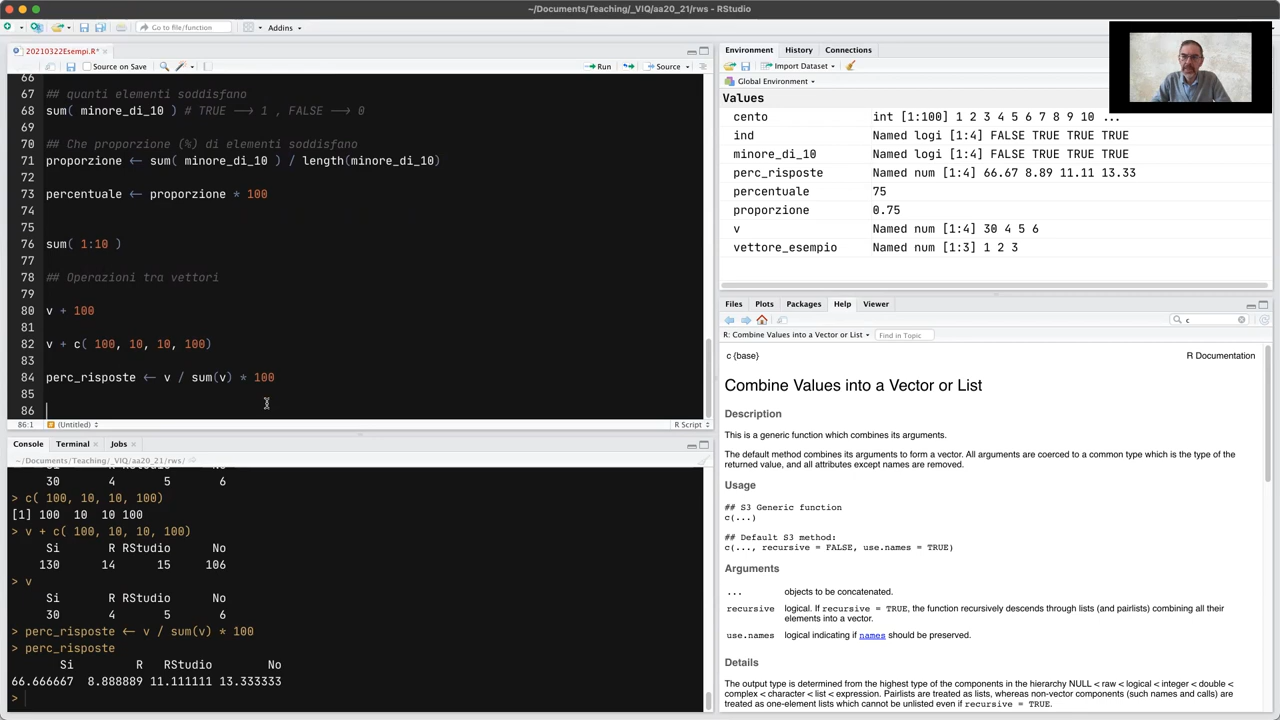 ~/Documents/Teaching/_VIQ/aa20_21/rws - RStudio
Go to file/function
Addins
20210322Esempi.R*
Source on Save
Run
Source
66
67 ## quanti elementi soddisfano
68 sum( minore_di_10 ) # TRUE --> 1 , FALSE --> 0
69
70 ## Che proporzione (%) di elementi soddisfano
71 proporzione <- sum( minore_di_10 ) / length(minore_di_10)
72
73 percentuale <- proporzione * 100
74
75
76 sum( 1:10 )
77
78 ## Operazioni tra vettori
79
80 v + 100
81
82 v + c( 100, 10, 10, 100)
83
84 perc_risposte <- v / sum(v) * 100
85
86
86:1 (Untitled) R Script
Console Terminal Jobs
~/Documents/Teaching/_VIQ/aa20_21/rws/
Si R RStudio No
30 4 5 6
> c( 100, 10, 10, 100)
[1] 100 10 10 100
> v + c( 100, 10, 10, 100)
Si R RStudio No
130 14 15 106
> v
Si R RStudio No
30 4 5 6
> perc_risposte <- v / sum(v) * 100
> perc_risposte
Si R RStudio No
66.666667 8.888889 11.111111 13.333333
>
Environment History Connections
Import Dataset
Global Environment
Values
cento int [1:100] 1 2 3 4 5 6 7 8 9 10 ...
ind Named logi [1:4] FALSE TRUE TRUE TRUE
minore_di_10 Named logi [1:4] FALSE TRUE TRUE TRUE
perc_risposte Named num [1:4] 66.67 8.89 11.11 13.33
percentuale 75
proporzione 0.75
v Named num [1:4] 30 4 5 6
vettore_esempio Named num [1:3] 1 2 3
Files Plots Packages Help Viewer
c
R: Combine Values into a Vector or List Find in Topic
c {base} R Documentation
Combine Values into a Vector or List
Description
This is a generic function which combines its arguments.
The default method combines its arguments to form a vector. All arguments are coerced to a common type which is the type of the
returned value, and all attributes except names are removed.
Usage
## S3 Generic function
c(...)
## Default S3 method:
c(..., recursive = FALSE, use.names = TRUE)
Arguments
... objects to be concatenated.
recursive logical. If recursive = TRUE, the function recursively descends through lists (and pairlists) combining all their
elements into a vector.
use.names logical indicating if names should be preserved.
Details
The output type is determined from the highest type of the components in the hierarchy NULL < raw < logical < integer < double <
complex < character < list < expression. Pairlists are treated as lists, whereas non-vector components (such names and calls) are
treated as one-element lists which cannot be unlisted even if recursive = TRUE.